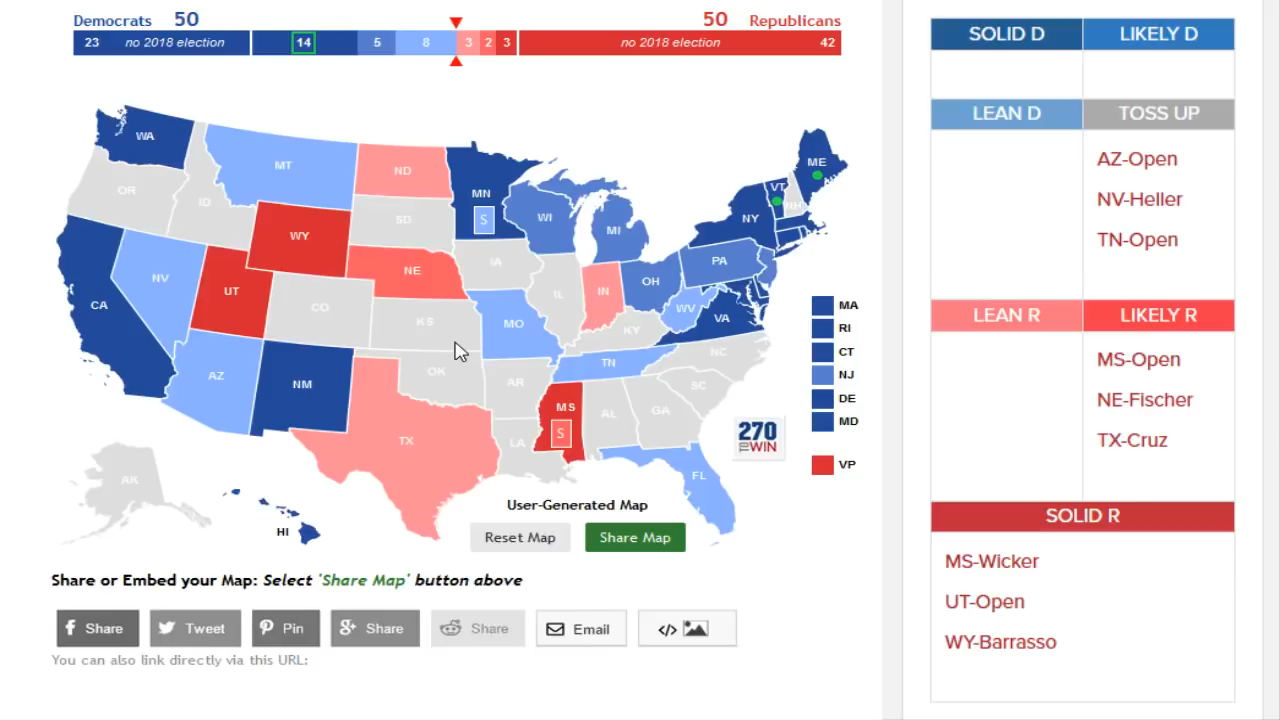 Democrats 50 50 Republicans
23 no 2018 election 14 5 8 3 2 3 no 2018 election 42
WA
MT
ND
MN
S
ME
VT
NH
OR
ID
SD
WI
MI
NY
WY
NE
IA
PA
NV
UT
CO
IL
IN
OH
WV
VA
CA
KS
MO
KY
NC
AZ
NM
OK
AR
TN
SC
TX
LA
MS
S
AL
GA
FL
AK
HI
MA
RI
CT
NJ
DE
MD
VP
270
TO WIN
User-Generated Map
Reset Map
Share Map
Share or Embed your Map: Select 'Share Map' button above
Share
Tweet
Pin
Share
Share
Email
</>
You can also link directly via this URL:
SOLID D LIKELY D
LEAN D TOSS UP
AZ-Open
NV-Heller
TN-Open
LEAN R LIKELY R
MS-Open
NE-Fischer
TX-Cruz
SOLID R
MS-Wicker
UT-Open
WY-Barrasso